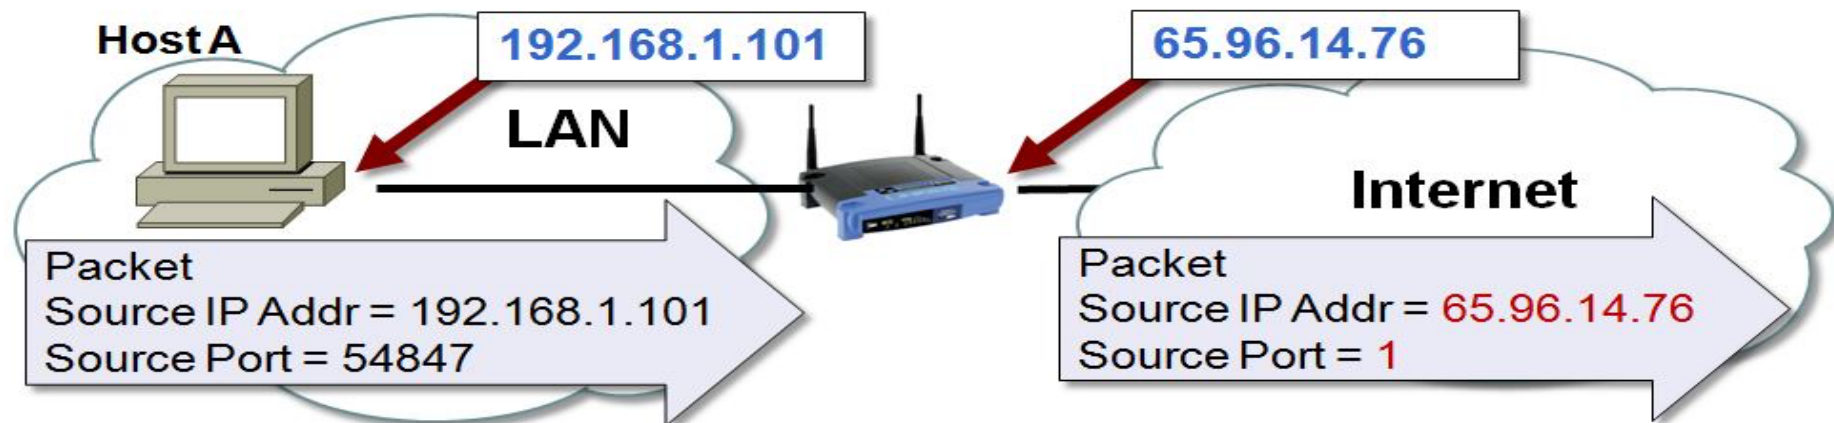 Host A
192.168.1.101
65.96.14.76
LAN
Internet
Packet
Source IP Addr = 192.168.1.101
Source Port = 54847
Packet
Source IP Addr = 65.96.14.76
Source Port = 1